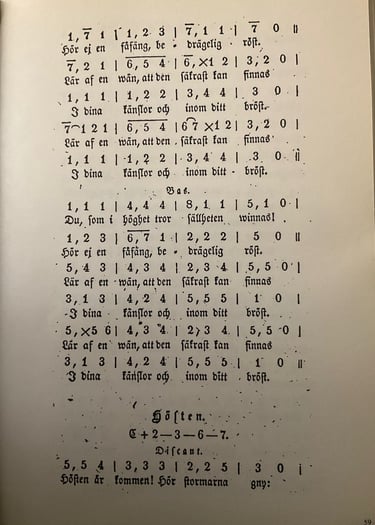 1, 7 1 | 1, 2 3 | 7, 1 1 | 7 0 ||
Hör ej en fåfäng, be - drägelig röst.
7, 2 1 | 6, 5 4 | 6, ×1 2 | 3, 2 0 |
Lär af en wän, att den säkrast kan finnas
1, 1 1 | 1, 2 2 | 3, 4 4 | 3 0 |
I dina känslor och inom ditt bröst.
7 1 2 1 | 6, 5 4 | 6 7 ×1 2 | 3, 2 0 |
Lär af en wän, att den säkrast kan finnas
1, 1 1 | 1, 2 2 | 3, 4 4 | 3 0 ||
I dina känslor och inom ditt bröst.
Bas.
1, 1 1 | 4, 4 4 | 8, 1 1 | 5, 1 0 |
Du, som i höghet tror sällheten winnas!
1, 2 3 | 6, 7 1 | 2, 2 2 | 5 0 ||
Hör ej en fåfäng, be - drägelig röst.
5, 4 3 | 4, 3 4 | 2, 3 4 | 5, 5 0 |
Lär af en wän, att den säkrast kan finnas
3, 1 3 | 4, 2 4 | 5, 5 5 | 1 0 |
I dina känslor och inom ditt bröst.
5, ×5 6 | 4, 3 4 | 2, 3 4 | 5, 5 0 |
Lär af en wän, att den säkrast kan finnas
3, 1 3 | 4, 2 4 | 5, 5 5 | 1 0 ||
I dina känslor och inom ditt bröst.
Hösten.
C + 2 — 3 — 6 — 7.
Discant.
5, 5 4 | 3, 3 3 | 2, 2 5 | 3 0 |
Hösten är kommen! Hör stormarna gny: